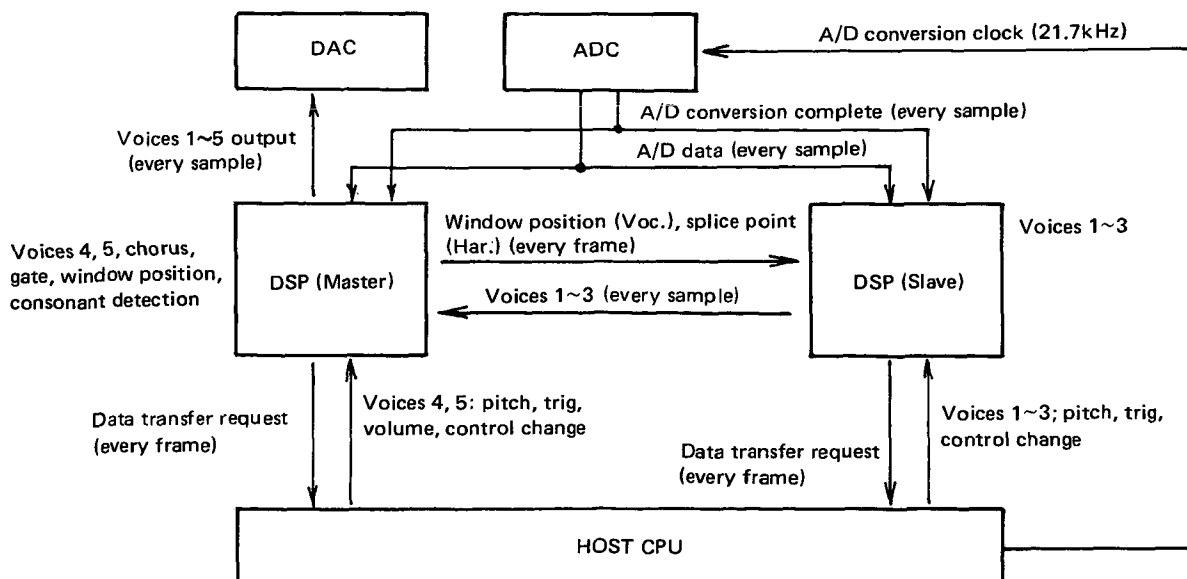 DAC
ADC
A/D conversion clock (21.7kHz)
A/D conversion complete (every sample)
Voices 1~5 output
(every sample)
A/D data (every sample)
Voices 4, 5, chorus,
gate, window position,
consonant detection
DSP (Master)
Window position (Voc.), splice point
(Har.) (every frame)
Voices 1~3 (every sample)
DSP (Slave)
Voices 1~3
Data transfer request
(every frame)
Voices 4, 5: pitch, trig,
volume, control change
Data transfer request
(every frame)
Voices 1~3; pitch, trig,
control change
HOST CPU